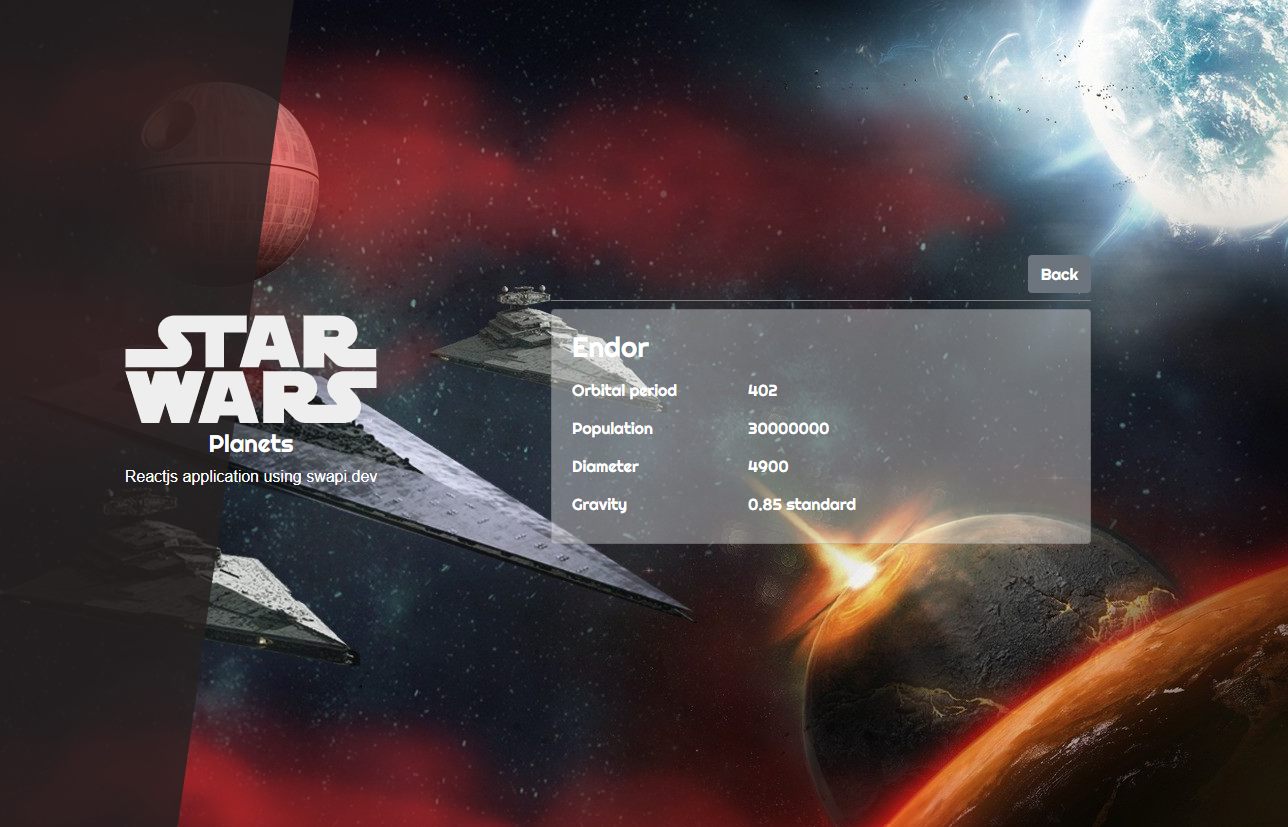 STAR
WARS
Planets
Reactjs application using swapi.dev
Back
Endor
Orbital period 402
Population 30000000
Diameter 4900
Gravity 0.85 standard